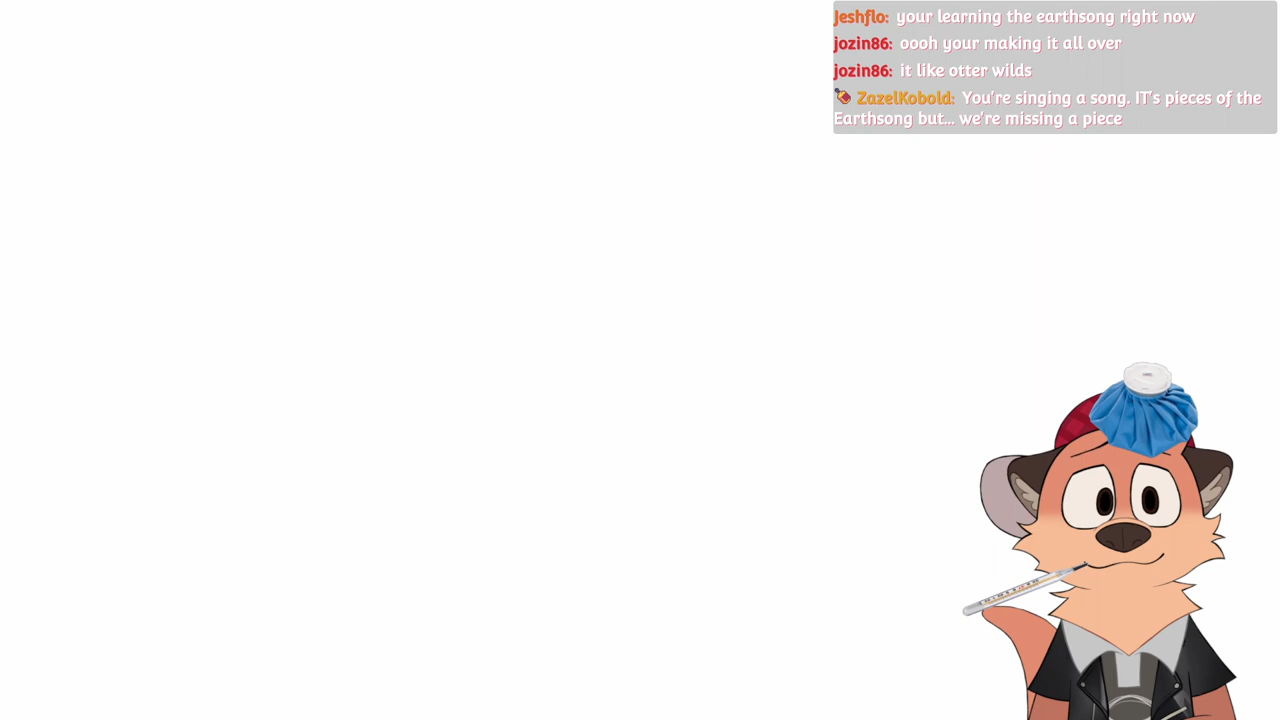 Jeshflo: your learning the earthsong right now
jozin86: oooh your making it all over
jozin86: it like otter wilds
ZazelKobold: You're singing a song. IT's pieces of the
Earthsong but... we're missing a piece